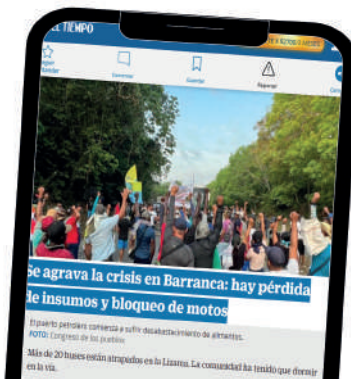 EL TIEMPO
Comentar
Guardar
Reportar
Se agrava la crisis en Barranca: hay pérdida
de insumos y bloqueo de motos
El puerto petrolero comienza a sufrir desabastecimiento de alimentos.
FOTO: Congreso de los pueblos
Más de 20 buses están atrapados en la Lizama. La comunidad ha tenido que dormir
en la vía.